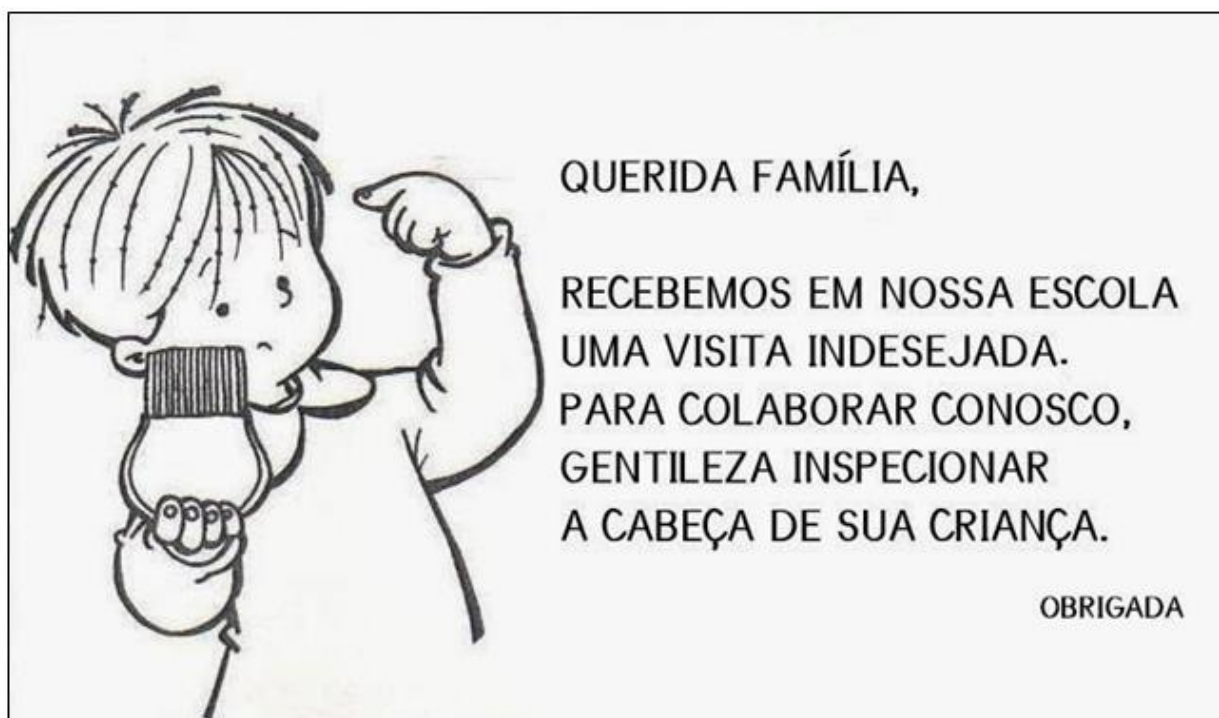 QUERIDA FAMÍLIA,
RECEBEMOS EM NOSSA ESCOLA
UMA VISITA INDESEJADA.
PARA COLABORAR CONOSCO,
GENTILEZA INSPECIONAR
A CABEÇA DE SUA CRIANÇA.
OBRIGADA